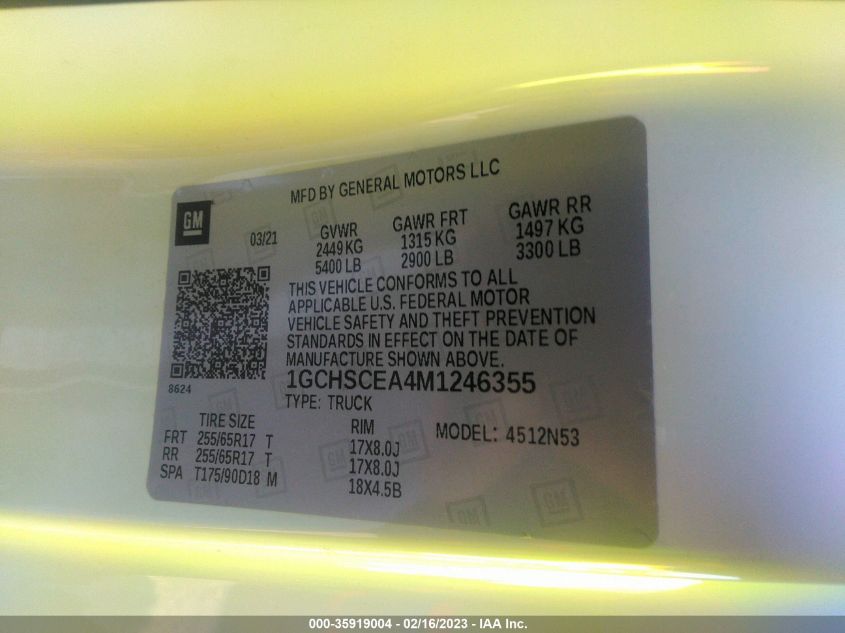 MFD BY GENERAL MOTORS LLC
GM
03/21
GVWR GAWR FRT GAWR RR
2449 KG 1315 KG 1497 KG
5400 LB 2900 LB 3300 LB
THIS VEHICLE CONFORMS TO ALL
APPLICABLE U.S. FEDERAL MOTOR
VEHICLE SAFETY AND THEFT PREVENTION
STANDARDS IN EFFECT ON THE DATE OF
MANUFACTURE SHOWN ABOVE.
8624
1GCHSCEA4M1246355
TYPE: TRUCK
TIRE SIZE RIM MODEL: 4512N53
FRT 255/65R17 T 17X8.0J
RR 255/65R17 T 17X8.0J
SPA T175/90D18 M 18X4.5B
000-35919004 - 02/16/2023 - IAA Inc.